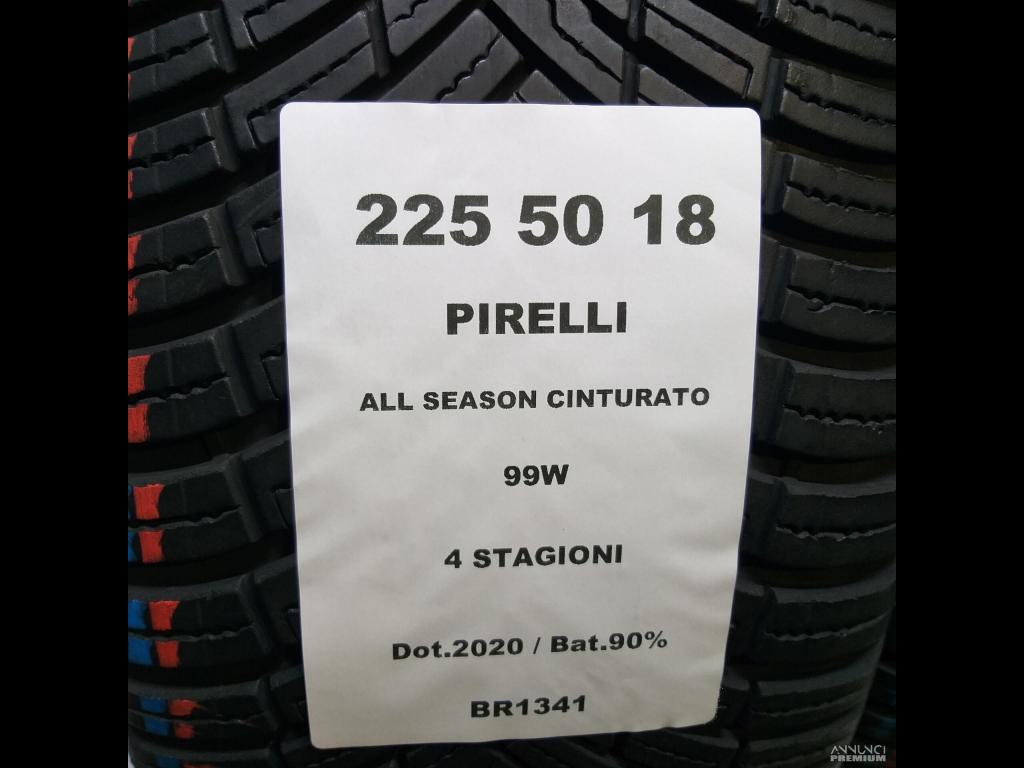 225 50 18
PIRELLI
ALL SEASON CINTURATO
99W
4 STAGIONI
Dot.2020 / Bat.90%
BR1341
ANNUNCI
PREMIUM